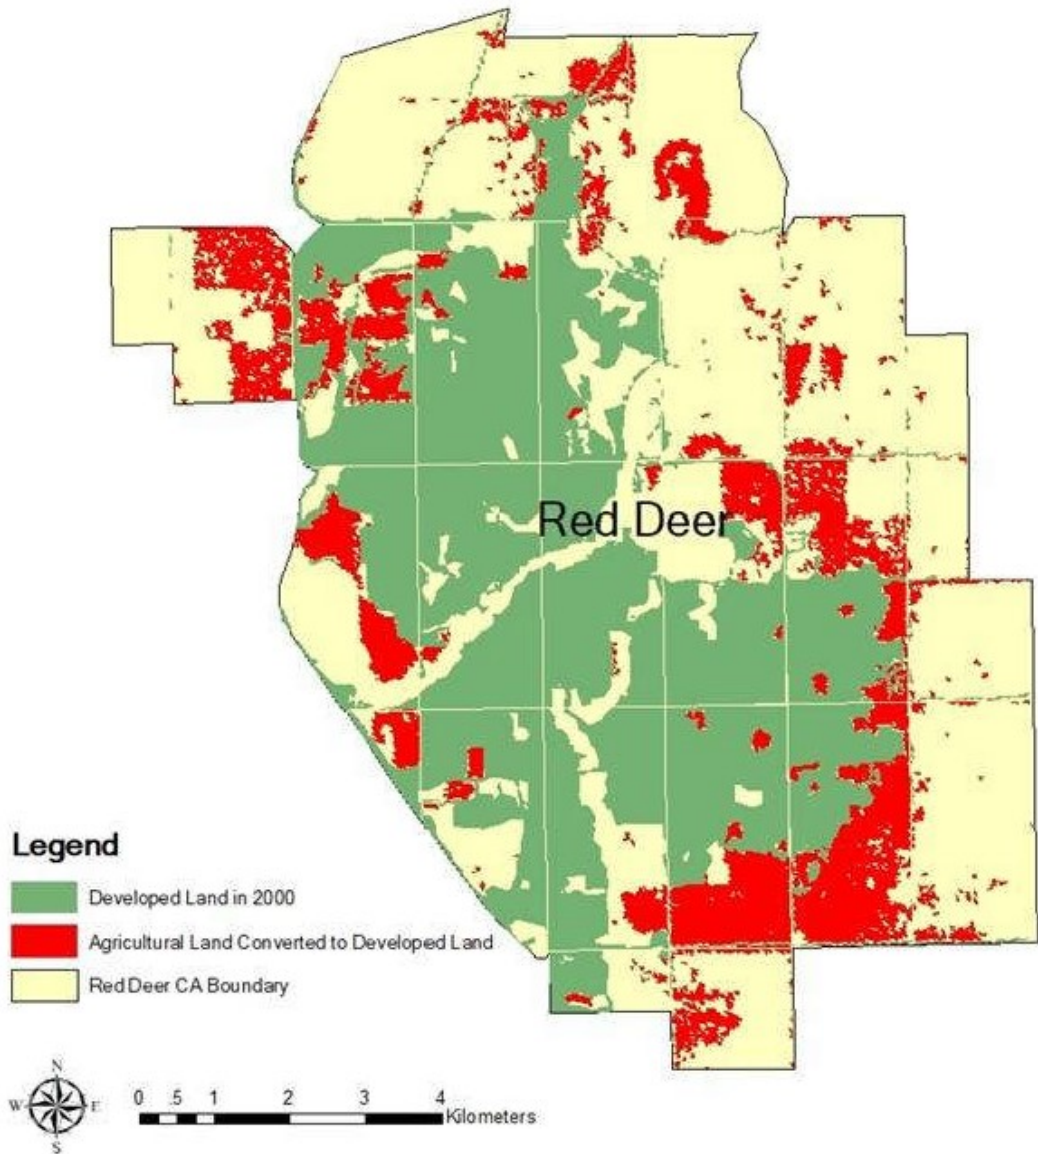 Red Deer
Legend
Developed Land in 2000
Agricultural Land Converted to Developed Land
Red Deer CA Boundary
N
W E
S
0 .5 1 2 3 4
Kilometers